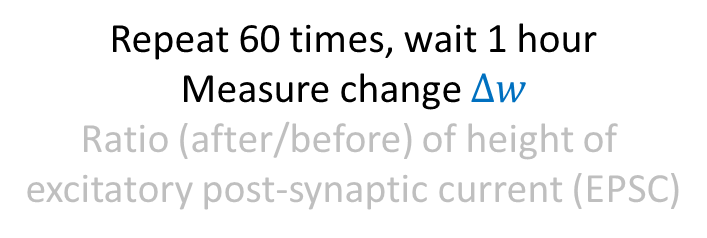 Repeat 60 times, wait 1 hour
Measure change Δw
Ratio (after/before) of height of
excitatory post-synaptic current (EPSC)